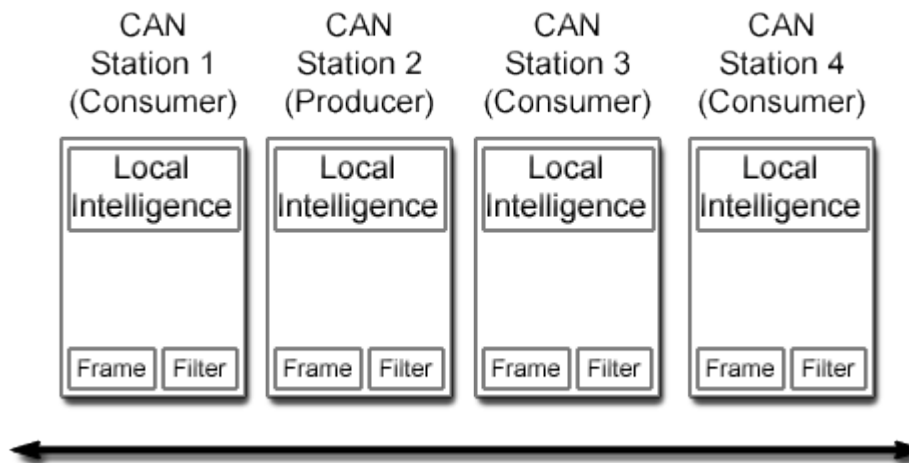 CAN
Station 1
(Consumer)
CAN
Station 2
(Producer)
CAN
Station 3
(Consumer)
CAN
Station 4
(Consumer)
Local
Intelligence
Local
Intelligence
Local
Intelligence
Local
Intelligence
Frame
Filter
Frame
Filter
Frame
Filter
Frame
Filter